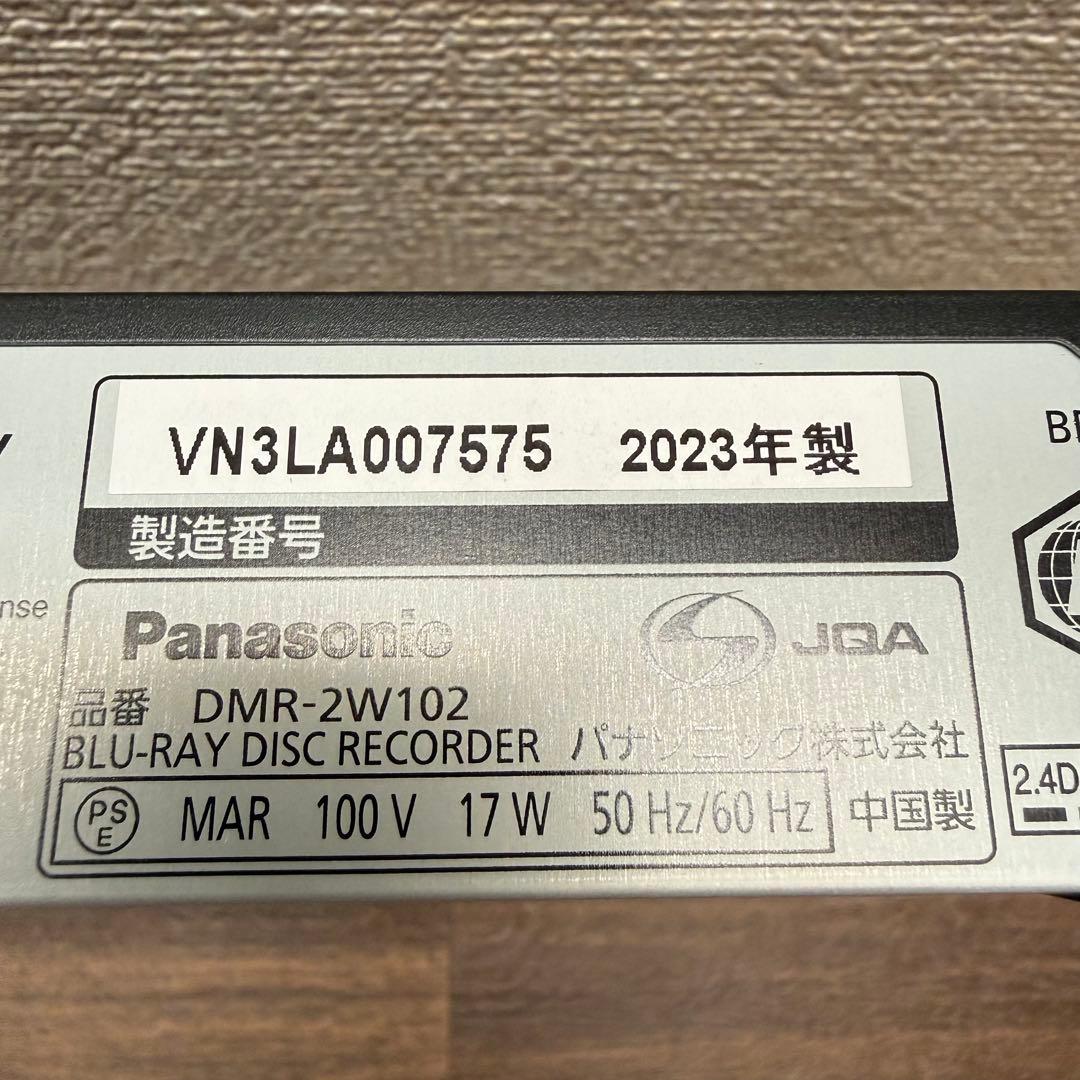 VN3LA007575 2023年製
製造番号
nse
Panasonic
JQA
品番 DMR-2W102
BLU-RAY DISC RECORDER パナソニック株式会社
PS E MAR 100 V 17 W 50 Hz/60 Hz 中国製
2.4D